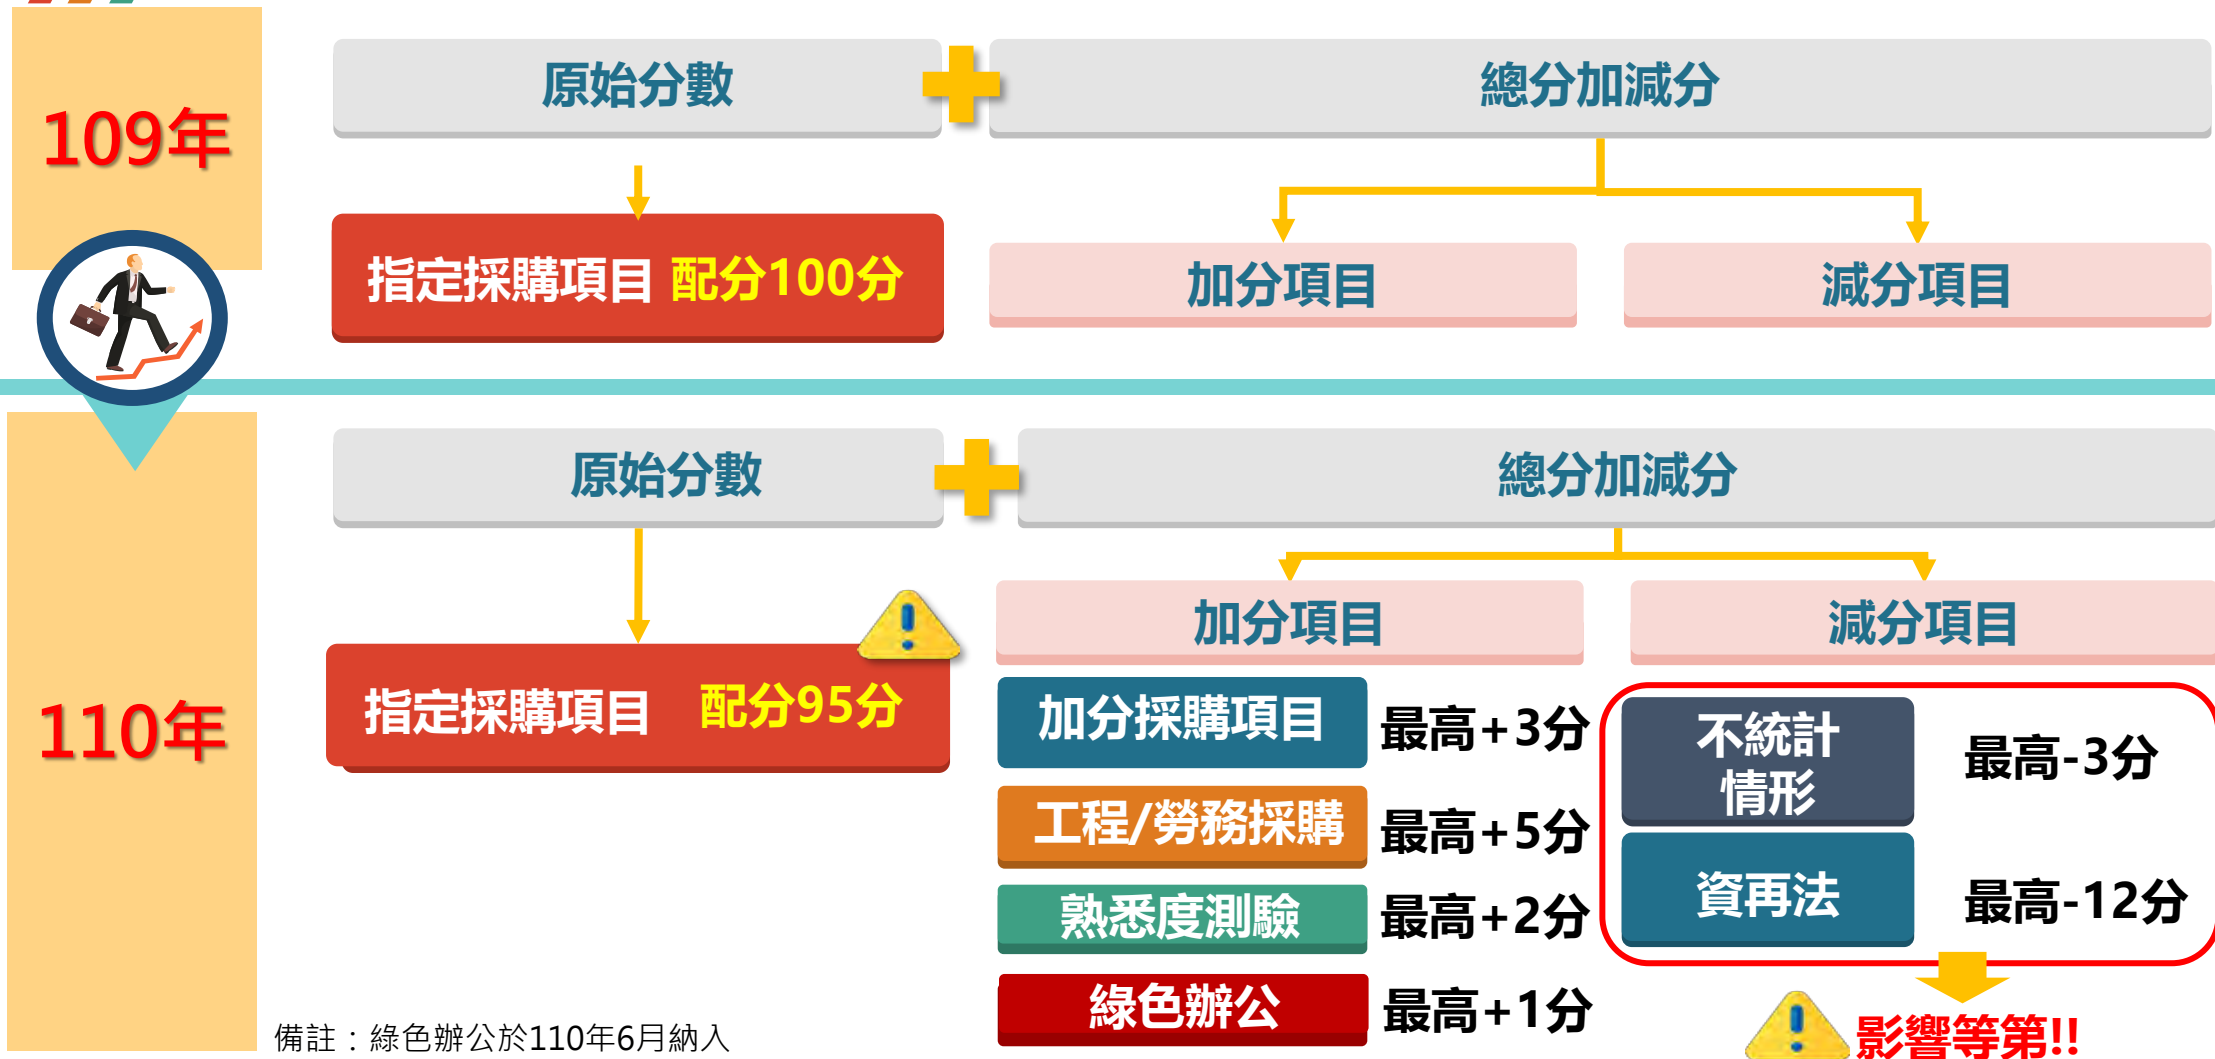 109年
原始分數
總分加減分
指定採購項目 配分100分
加分項目
減分項目
110年
原始分數
總分加減分
指定採購項目 配分95分
加分項目
減分項目
加分採購項目 最高+3分
工程/勞務採購 最高+5分
熟悉度測驗 最高+2分
綠色辦公 最高+1分
不統計
情形
最高-3分
資再法 最高-12分
影響等第!!
備註：綠色辦公於110年6月納入